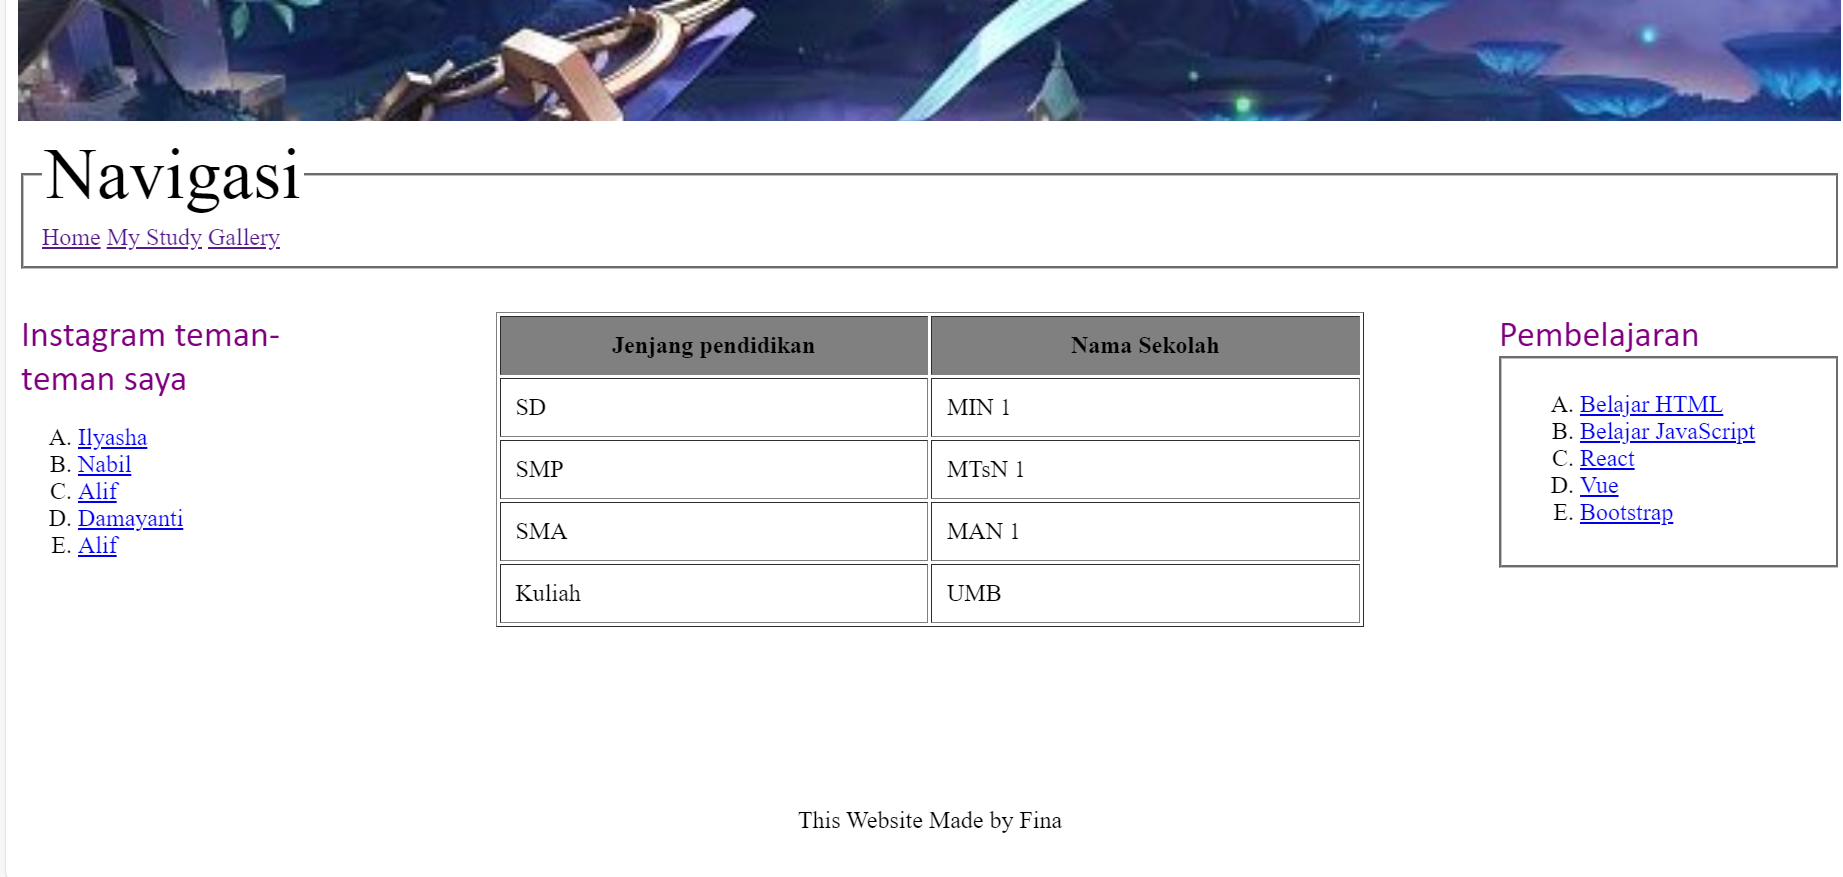 Navigasi
Home My Study Gallery
Instagram teman-
teman saya
A. Ilyasha
B. Nabil
C. Alif
D. Damayanti
E. Alif
Jenjang pendidikan Nama Sekolah
SD MIN 1
SMP MTsN 1
SMA MAN 1
Kuliah UMB
Pembelajaran
A. Belajar HTML
B. Belajar JavaScript
C. React
D. Vue
E. Bootstrap
This Website Made by Fina